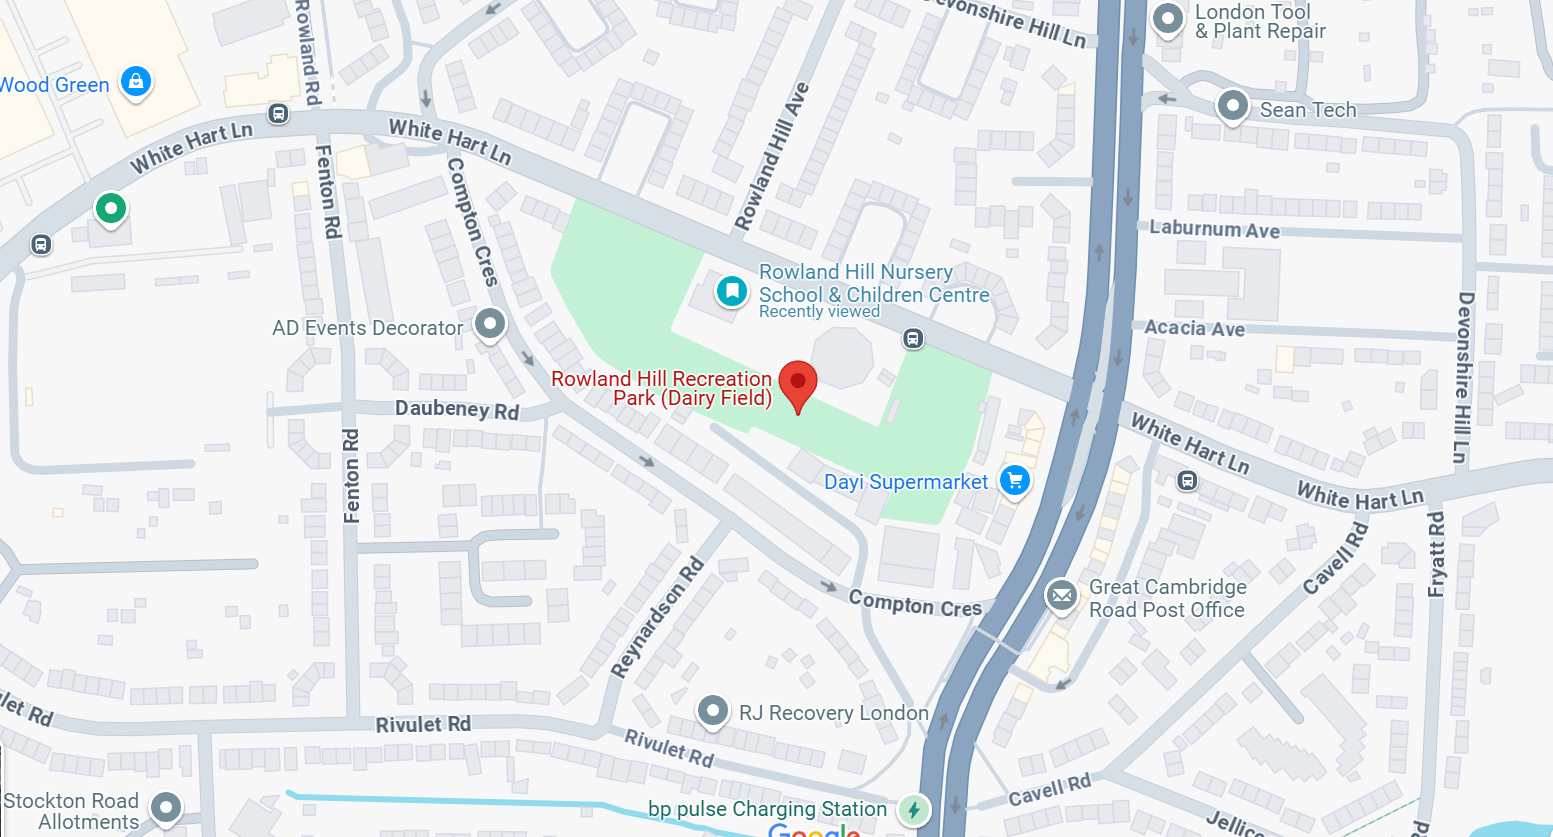 Devonshire Hill Ln
London Tool
& Plant Repair
Rowland Rd
Wood Green
Sean Tech
White Hart Ln
White Hart Ln
Rowland Hill Ave
Fenton Rd
Compton Cres
Laburnum Ave
Rowland Hill Nursery
School & Children Centre
Recently viewed
AD Events Decorator
Acacia Ave
Devonshire Hill Ln
Rowland Hill Recreation
Park (Dairy Field)
Daubeney Rd
White Hart Ln
Fenton Rd
Dayi Supermarket
White Hart Ln
Cavell Rd
Fryatt Rd
Great Cambridge
Road Post Office
Compton Cres
Reynardson Rd
ulet Rd
Rivulet Rd
RJ Recovery London
Rivulet Rd
Cavell Rd
Stockton Road
Allotments
bp pulse Charging Station
Jellico
Google